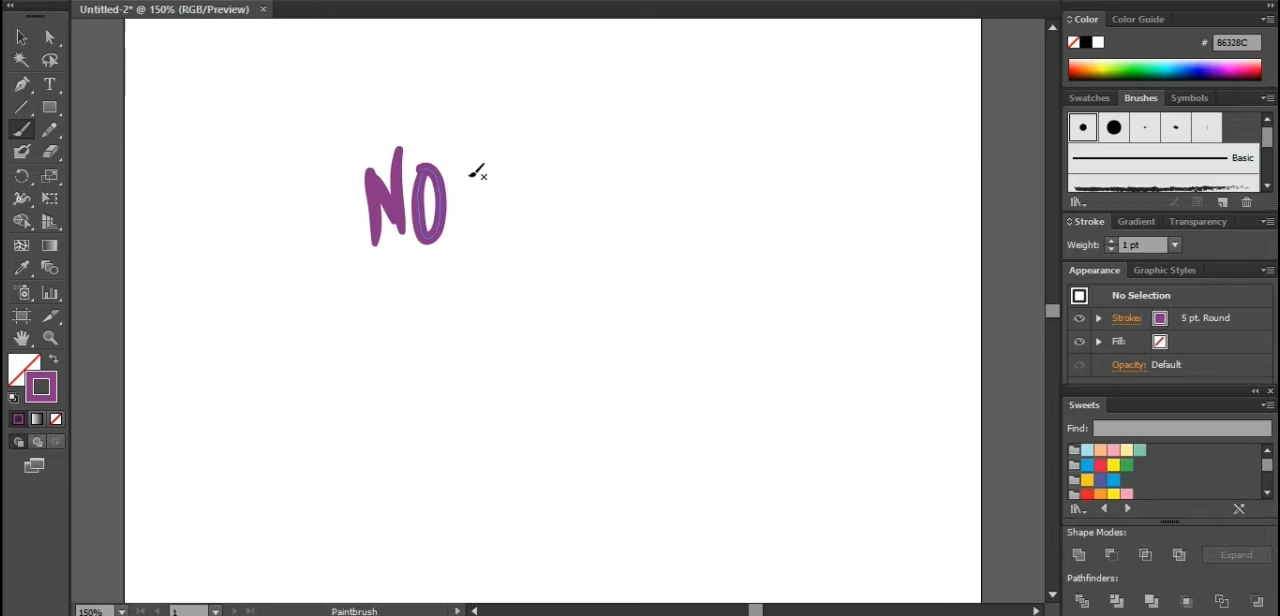 Untitled-2* @ 150% (RGB/Preview) ×
NO
Color Color Guide
# 86328C
Swatches Brushes Symbols
Basic
Stroke Gradient Transparency
Weight: 1 pt
Appearance Graphic Styles
No Selection
Stroke: 5 pt. Round
Fill:
Opacity: Default
Sweets
Find:
Shape Modes:
Expand
Pathfinders:
150% 1 Paintbrush